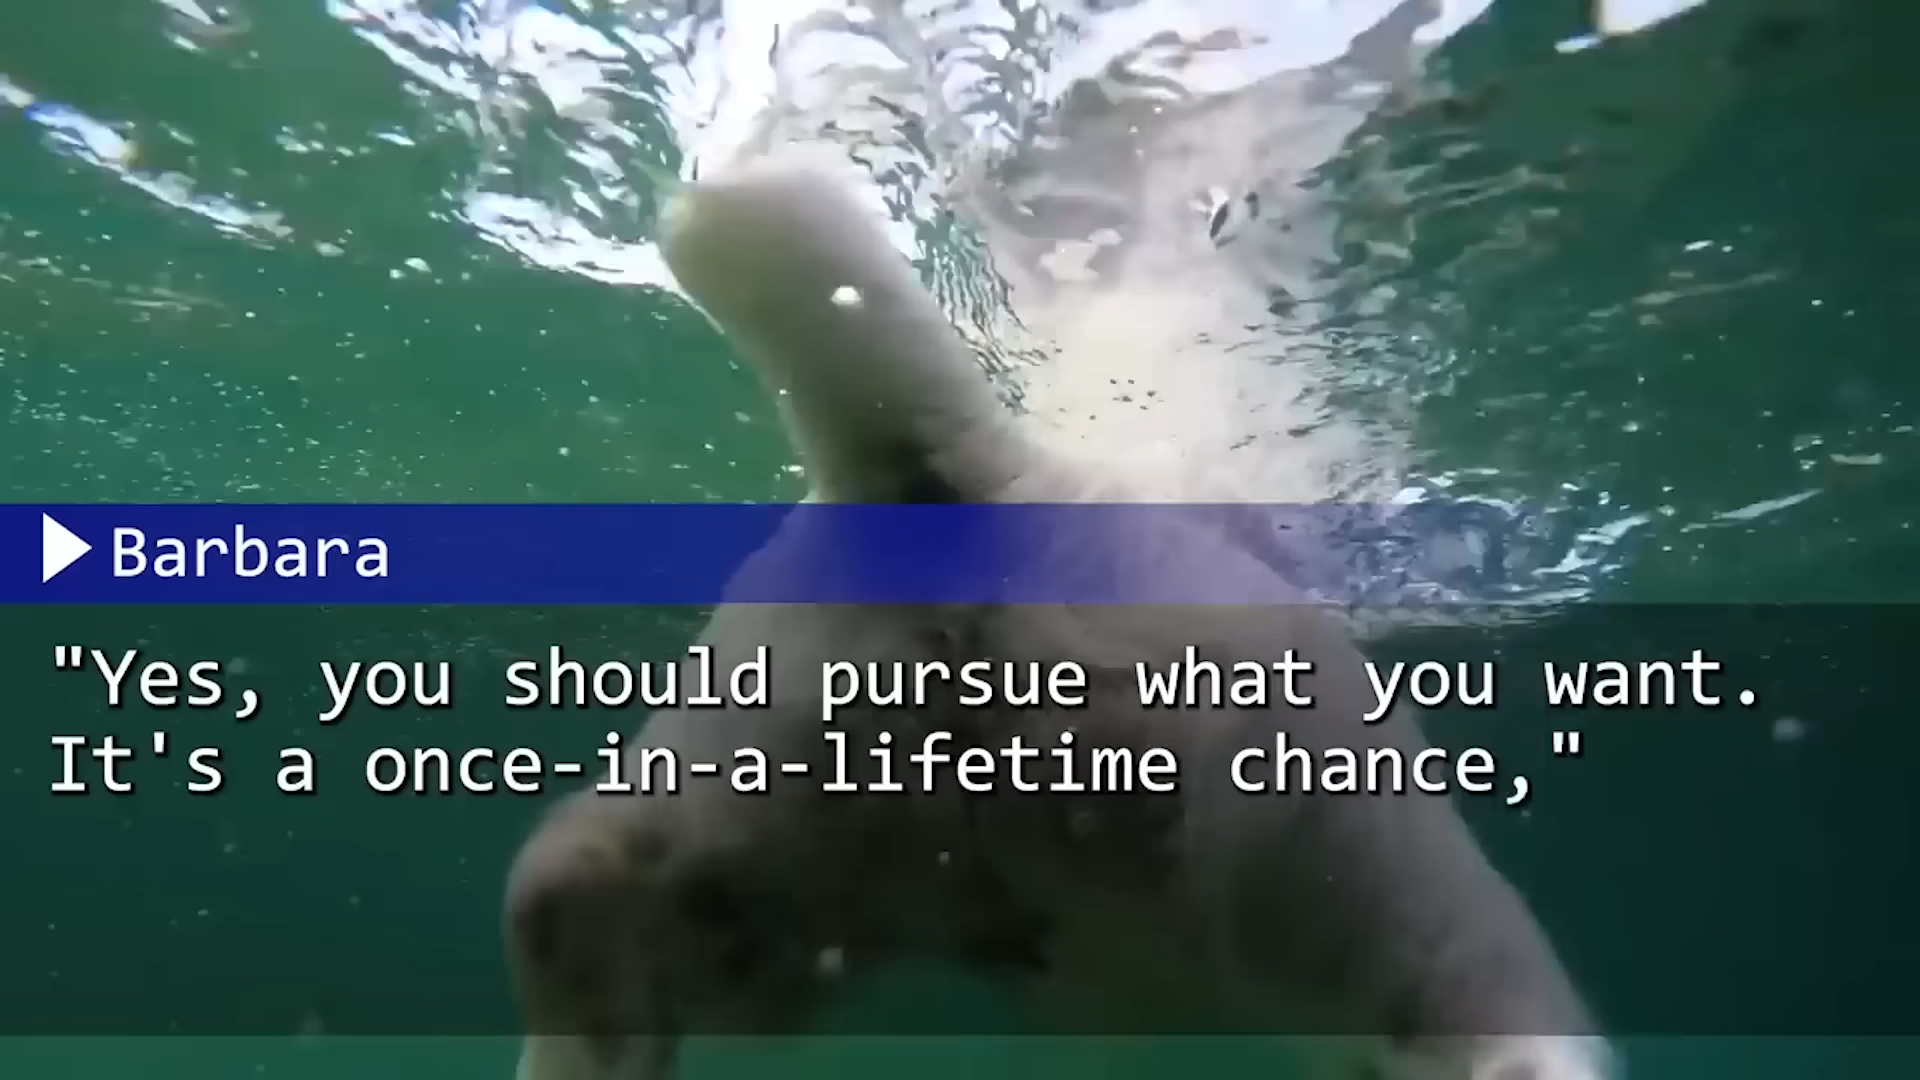 Barbara
"Yes, you should pursue what you want.
It's a once-in-a-lifetime chance,"